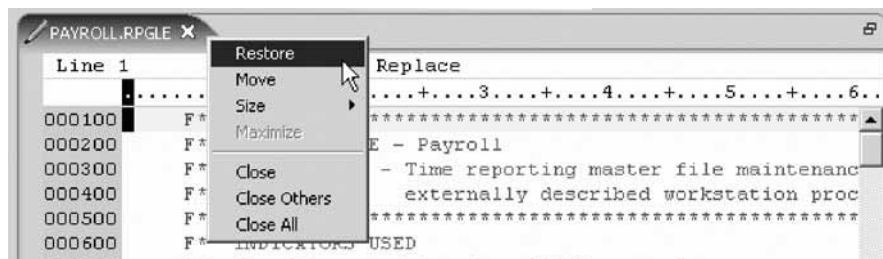 PAYROLL.RPGLE
Line 1 Replace
Restore
Move
Size
Maximize
Close
Close Others
Close All
....+....3....+....4....+....5....+....6..
000100 F* ****************************************
000200 F* E - Payroll
000300 F* - Time reporting master file maintenanc
000400 F* externally described workstation proc
000500 F* ****************************************
000600 F* INDICATORS USED